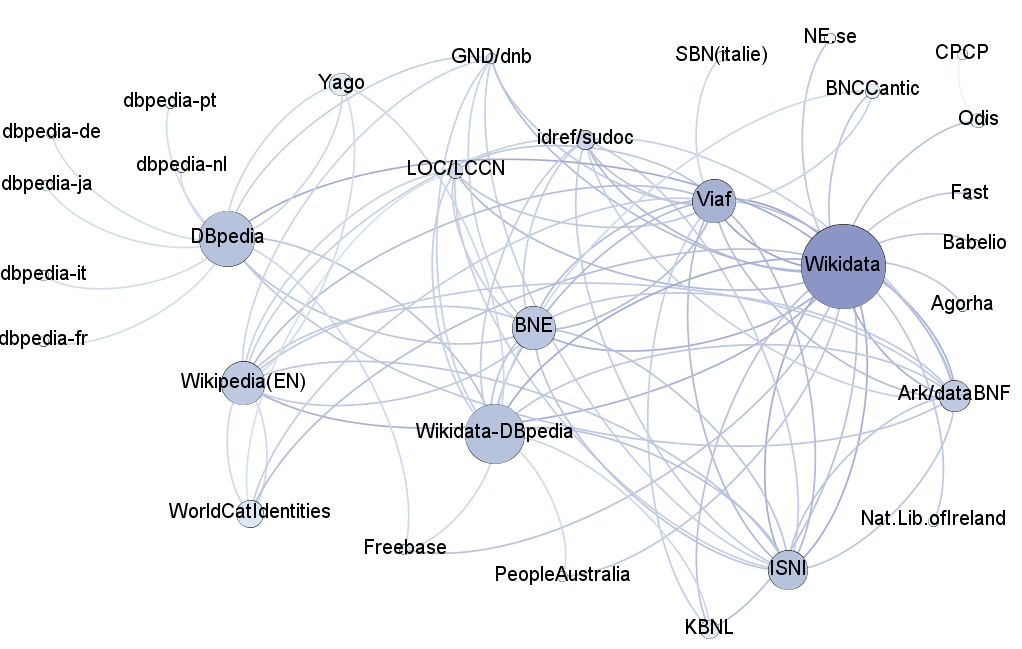 NE.se
CPCP
SBN(italie)
GND/dnb
Yago
BNCCantic
dbpedia-pt
Odis
dbpedia-de
idref/sudoc
dbpedia-nl
LOC/LCCN
dbpedia-ja
Fast
Viaf
DBpedia
Babelio
Wikidata
dbpedia-it
Agorha
BNE
dbpedia-fr
Wikipedia(EN)
Ark/dataBNF
Wikidata-DBpedia
WorldCatIdentities
Nat.Lib.ofIreland
Freebase
PeopleAustralia
ISNI
KBNL